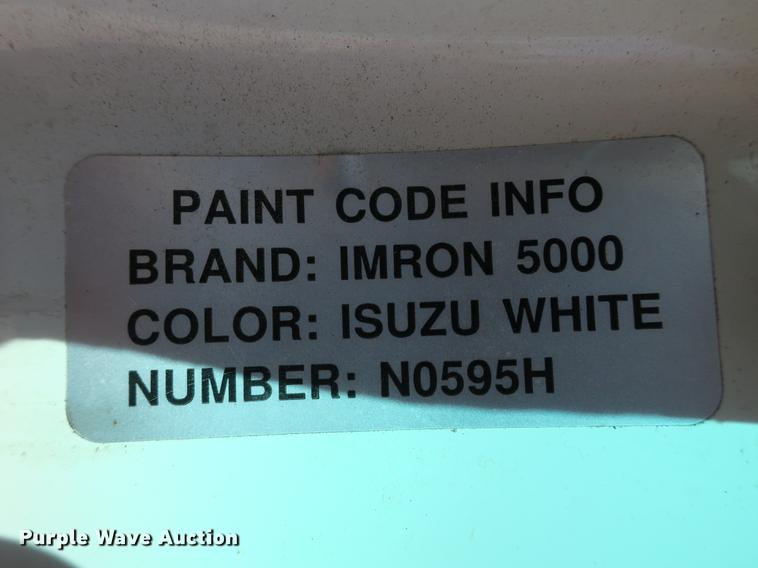 PAINT CODE INFO
BRAND: IMRON 5000
COLOR: ISUZU WHITE
NUMBER: N0595H
Purple Wave Auction